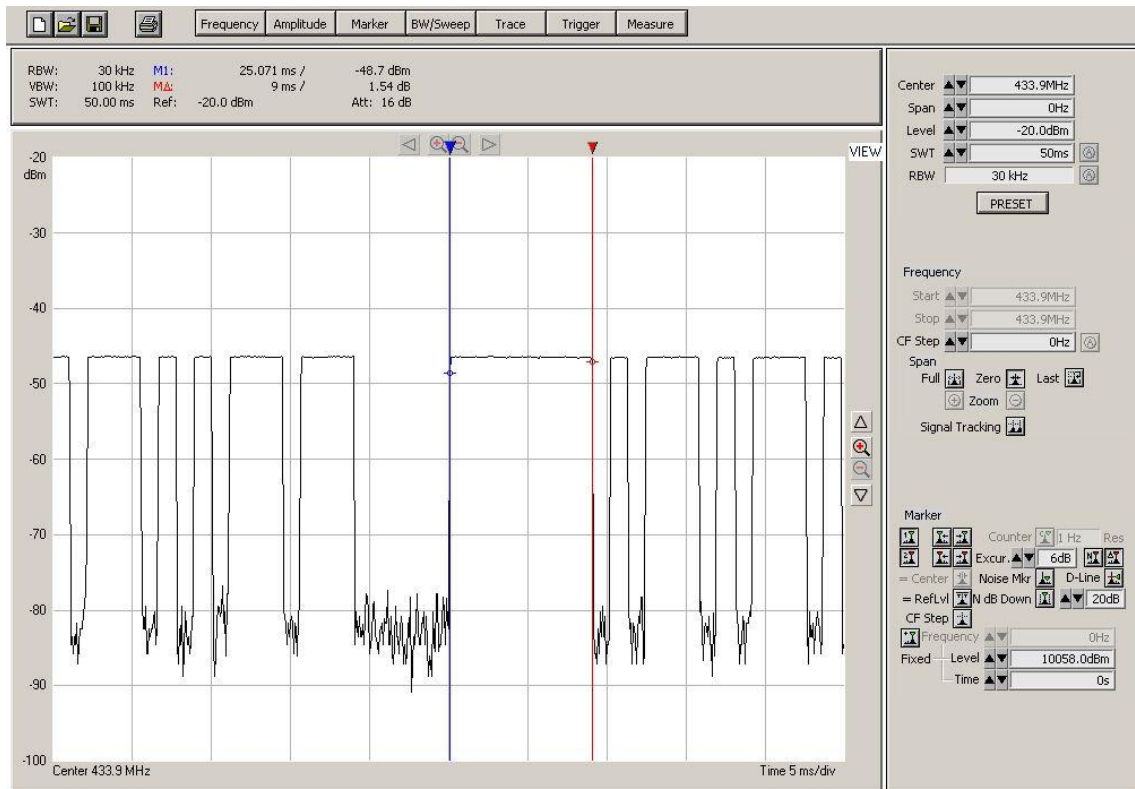 Frequency Amplitude Marker BW/Sweep Trace Trigger Measure
RBW: 30 kHz M1: 25.071 ms / -48.7 dBm
VBW: 100 kHz MΔ: 9 ms / 1.54 dB
SWT: 50.00 ms Ref: -20.0 dBm Att: 16 dB
VIEW
-20
dBm
-30
-40
-50
-60
-70
-80
-90
-100
Center 433.9 MHz
Time 5 ms/div
Center 433.9MHz
Span 0Hz
Level -20.0dBm
SWT 50ms
RBW 30 kHz
PRESET
Frequency
Start 433.9MHz
Stop 433.9MHz
CF Step 0Hz
Span
Full Zero Last
Zoom
Signal Tracking
Marker
Counter 1 Hz Res
Excur. 6dB
= Center Noise Mkr D-Line
= RefLvl N dB Down 20dB
CF Step
Frequency 0Hz
Fixed Level 10058.0dBm
Time 0s